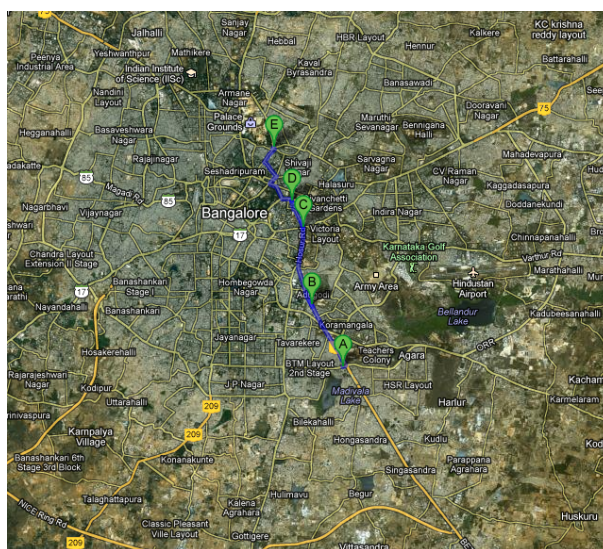 Sanjay
Nagar
Jalhalli
Hebbal
HBR Layout
Hennur
Kalkere
KC krishna
reddy layout
Peenya
Industrial Area
Yeshwanthpur
Mathikere
Kaval
Byrasandra
Battarahalli
Indian Institute
of Science (IISc)
Nandini
Layout
Armane
Nagar
Banasawadi
Palace
Grounds
E
Dooravani
Nagar
75
Hegganahalli
Basaveshwara
Nagar
Maruthi
Sevanagar
Bennigana
Halli
Rajajinagar
Shivaji
Sarvagna
Nagar
Mahadevapura
85
Seshadripuram
D
Halasuru
CV Raman
Nagar
Kaggadasapura
Magadi Rd
85
Nagarbhavi
Vijayanagar
Bangalore
C
Gardens
Indira Nagar
Doddanekundi
17
Victoria
Layout
Chinnapanahalli
Chandra Layout
Extension II Stage
Karnataka Golf
Association
Varthur Rd
Marathahalli
Banashankari
Stage I
Hombegowda
Nagar
B
Army Area
Hindustan
Airport
17
Nayandahalli
Banashankari
Koramangala
Bellandur
Lake
Kadubeesanahalli
Jayanagar
Tavarekere
A
Teachers
Colony
Agara
ORR
Hosakerehalli
BTM Layout
2nd Stage
Rajarajeshwari
Nagar
Kodipur
J P Nagar
HSR Layout
Madivala
Lake
Kacham
Karmelaram
Uttarahalli
209
Harlur
Bilekahalli
Kampalya
Village
209
Hongasandra
Kudlu
Banashankari 6th
Stage 3rd Block
Konanakunte
Parappana
Agrahara
Singasandra
Talaghattapura
Hulimavu
Begur
Kalena
Agrahara
NICE Ring Rd
Huskuru
209
Classic Pleasant
Ville Layout
Gottigere
Vittasandra